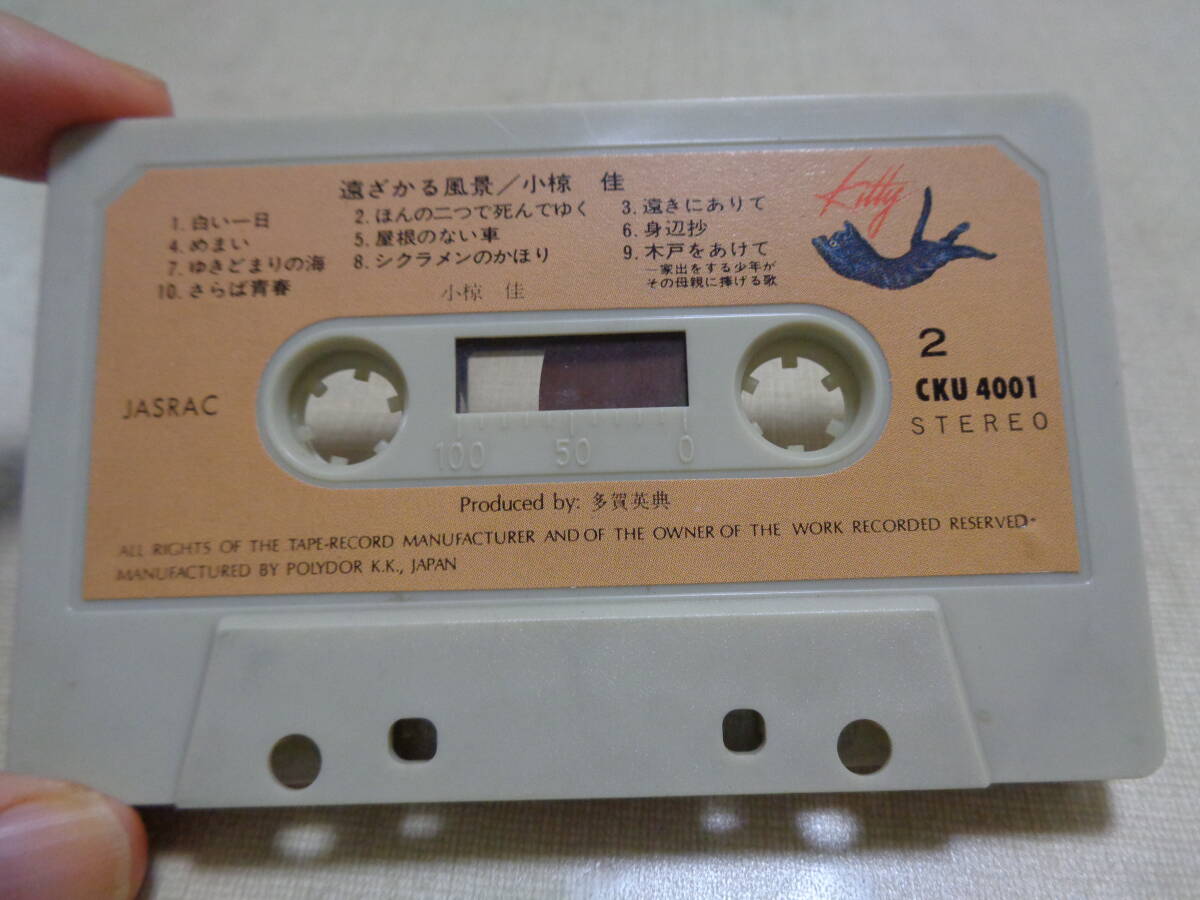 遠ざかる風景／小椋　佳
Kitty
1. 白い一日　2. ほんの二つで死んでゆく　3. 遠きにありて
4. めまい　5. 屋根のない車　6. 身辺抄
7. ゆきどまりの海　8. シクラメンのかほり　9. 木戸をあけて
—家出をする少年が
その母親に捧げる歌
10. さらば青春
小椋　佳
2
JASRAC
CKU 4001
STEREO
100 50 0
Produced by: 多賀英典
ALL RIGHTS OF THE TAPE-RECORD MANUFACTURER AND OF THE OWNER OF THE WORK RECORDED RESERVED·
MANUFACTURED BY POLYDOR K.K., JAPAN